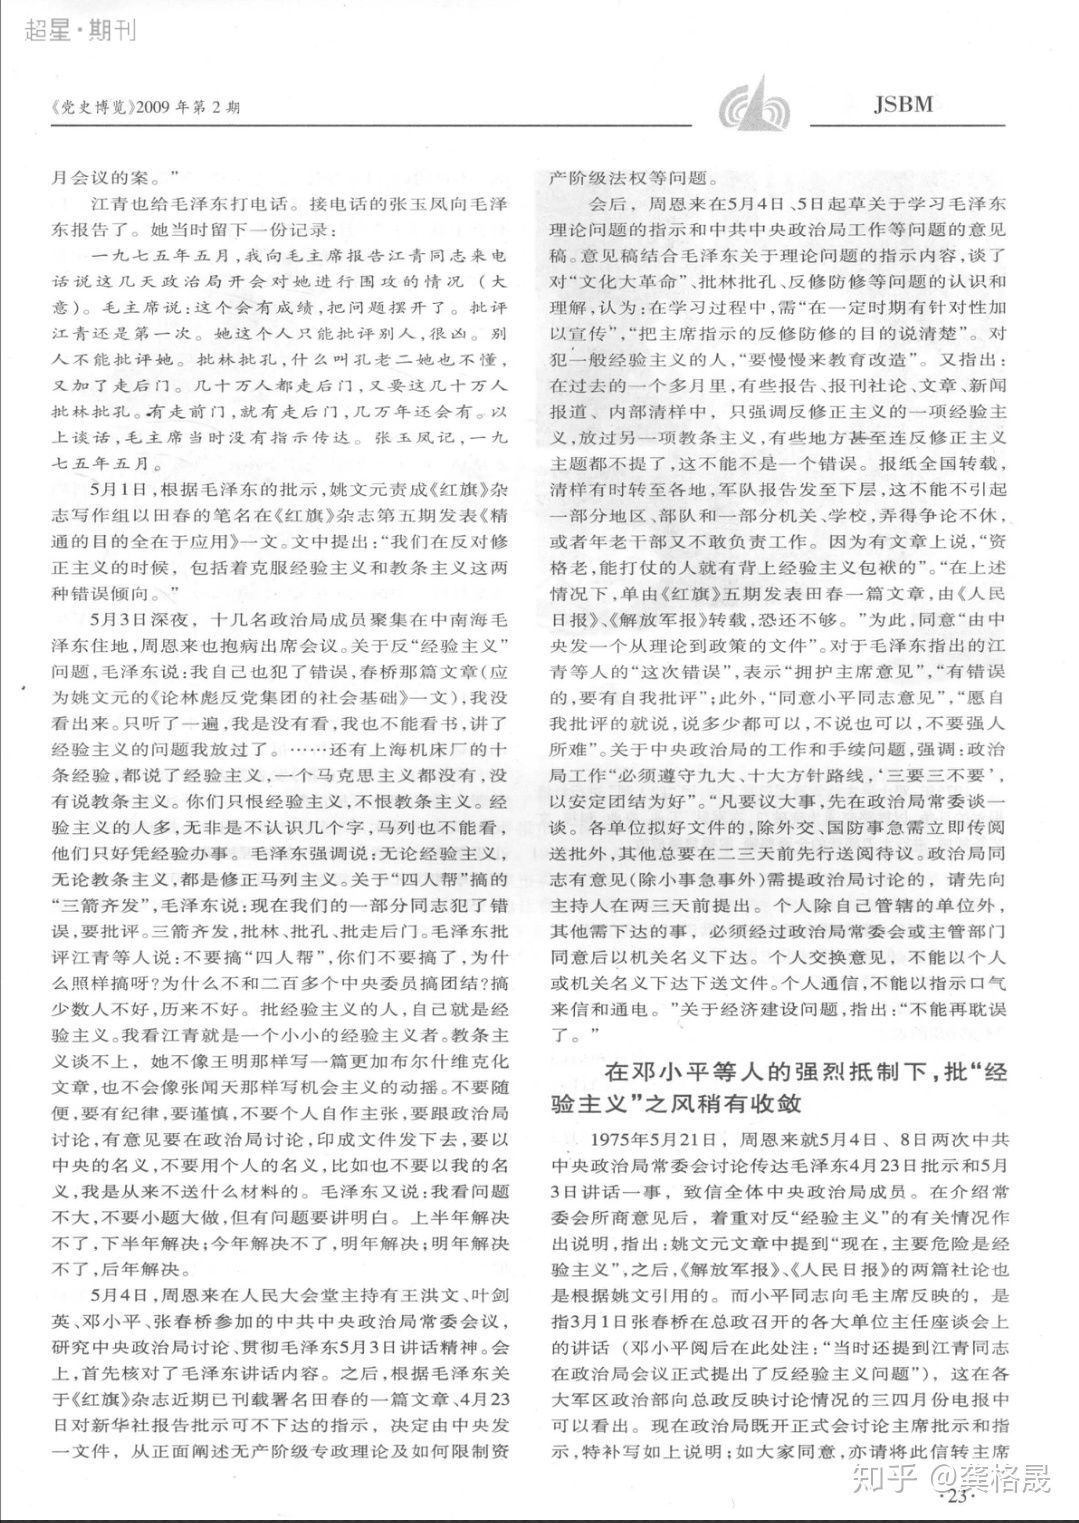 超星·期刊
《党史博览》2009 年第 2 期
JSBM
月会议的案。”
江青也给毛泽东打电话。接电话的张玉凤向毛泽
东报告了。她当时留下一份记录：
一九七五年五月，我向毛主席报告江青同志来电
话说这几天政治局开会对她进行围攻的情况（大
意）。毛主席说：这个会有成绩，把问题摆开了。批评
江青还是第一次。她这个人只能批评别人，很凶。别
人不能批评她。批林批孔，什么叫孔老二她也不懂，
又加了走后门。几十万人都走后门，又要这几十万人
批林批孔。有走前门，就有走后门，几万年还会有。以
上谈话，毛主席当时没有指示传达。张玉凤记，一九
七五年五月。
5月1日，根据毛泽东的批示，姚文元责成《红旗》杂
志写作组以田春的笔名在《红旗》杂志第五期发表《精
通的目的全在于应用》一文。文中提出：“我们在反对修
正主义的时候，包括着克服经验主义和教条主义这两
种错误倾向。”
5月3日深夜，十几名政治局成员聚集在中南海毛
泽东住地，周恩来也抱病出席会议。关于反“经验主义”
问题，毛泽东说：我自己也犯了错误，春桥那篇文章（应
为姚文元的《论林彪反党集团的社会基础》一文），我没
看出来。只听了一遍，我是没有看，我也不能看书，讲了
经验主义的问题我放过了。……还有上海机床厂的十
条经验，都说了经验主义，一个马克思主义都没有，没
有说教条主义。你们只恨经验主义，不恨教条主义。经
验主义的人多，无非是不认识几个字，马列也不能看，
他们只好凭经验办事。毛泽东强调说：无论经验主义，
无论教条主义，都是修正马列主义。关于“四人帮”搞的
“三箭齐发”，毛泽东说：现在我们的一部分同志犯了错
误，要批评。三箭齐发，批林、批孔、批走后门。毛泽东批
评江青等人说：不要搞“四人帮”，你们不要搞了，为什
么照样搞呀？为什么不和二百多个中央委员搞团结？搞
少数人不好，历来不好。批经验主义的人，自己就是经
验主义。我看江青就是一个小小的经验主义者。教条主
义谈不上，她不像王明那样写一篇更加布尔什维克化
文章，也不会像张闻天那样写机会主义的动摇。不要随
便，要有纪律，要谨慎，不要个人自作主张，要跟政治局
讨论，有意见要在政治局讨论，印成文件发下去，要以
中央的名义，不要用个人的名义，比如也不要以我的名
义，我是从来不送什么材料的。毛泽东又说：我看问题
不大，不要小题大做，但有问题要讲明白。上半年解决
不了，下半年解决；今年解决不了，明年解决；明年解决
不了，后年解决。
5月4日，周恩来在人民大会堂主持有王洪文、叶剑
英、邓小平、张春桥参加的中共中央政治局常委会议，
研究中央政治局讨论、贯彻毛泽东5月3日讲话精神。会
上，首先核对了毛泽东讲话内容。之后，根据毛泽东关
于《红旗》杂志近期已刊载署名田春的一篇文章、4月23
日对新华社报告批示可不下达的指示，决定由中央发
一文件，从正面阐述无产阶级专政理论及如何限制资
产阶级法权等问题。
会后，周恩来在5月4日、5日起草关于学习毛泽东
理论问题的指示和中共中央政治局工作等问题的意见
稿。意见稿结合毛泽东关于理论问题的指示内容，谈了
对“文化大革命”、批林批孔、反修防修等问题的认识和
理解，认为：在学习过程中，需“在一定时期有针对性加
以宣传”，“把主席指示的反修防修的目的说清楚”。对
犯一般经验主义的人，“要慢慢来教育改造”。又指出：
在过去的一个多月里，有些报告、报刊社论、文章、新闻
报道、内部清样中，只强调反修正主义的一项经验主
义，放过另一项教条主义，有些地方甚至连反修正主义
主题都不提了，这不能不是一个错误。报纸全国转载，
清样有时转至各地，军队报告发至下层，这不能不引起
一部分地区、部队和一部分机关、学校，弄得争论不休，
或者年老干部又不敢负责工作。因为有文章上说，“资
格老，能打仗的人就有背上经验主义包袱的”。“在上述
情况下，单由《红旗》五期发表田春一篇文章，由《人民
日报》、《解放军报》转载，恐还不够。”为此，同意“由中
央发一个从理论到政策的文件”。对于毛泽东指出的江
青等人的“这次错误”，表示“拥护主席意见”，“有错误
的，要有自我批评”；此外，“同意小平同志意见”，“愿自
我批评的就说，说多少都可以，不说也可以，不要强人
所难”。关于中央政治局的工作和手续问题，强调：政治
局工作“必须遵守九大、十大方针路线，‘三要三不要’，
以安定团结为好”。“凡要议大事，先在政治局常委谈一
谈。各单位拟好文件的，除外交、国防事急需立即传阅
送批外，其他总要在二三天前先行送阅待议。政治局同
志有意见（除小事急事外）需提政治局讨论的，请先向
主持人在两三天前提出。个人除自己管辖的单位外，
其他需下达的事，必须经过政治局常委会或主管部门
同意后以机关名义下达。个人交换意见，不能以个人
或机关名义下达下送文件。个人通信，不能以指示口气
来信和通电。”关于经济建设问题，指出：“不能再耽误
了。”
在邓小平等人的强烈抵制下，批“经
验主义”之风稍有收敛
1975年5月21日，周恩来就5月4日、8日两次中共
中央政治局常委会讨论传达毛泽东4月23日批示和5月
3日讲话一事，致信全体中央政治局成员。在介绍常
委会所商意见后，着重对反“经验主义”的有关情况作
出说明，指出：姚文元文章中提到“现在，主要危险是经
验主义”，之后，《解放军报》、《人民日报》的两篇社论也
是根据姚文引用的。而小平同志向毛主席反映的，是
指3月1日张春桥在总政召开的各大单位主任座谈会上
的讲话（邓小平阅后在此处注：“当时还提到江青同志
在政治局会议正式提出了反经验主义问题”），这在各
大军区政治部向总政反映讨论情况的三四月份电报中
可以看出。现在政治局既开正式会讨论主席批示和指
示，特补写如上说明；如大家同意，亦请将此信转主席
知乎 @龚格晟
·23·